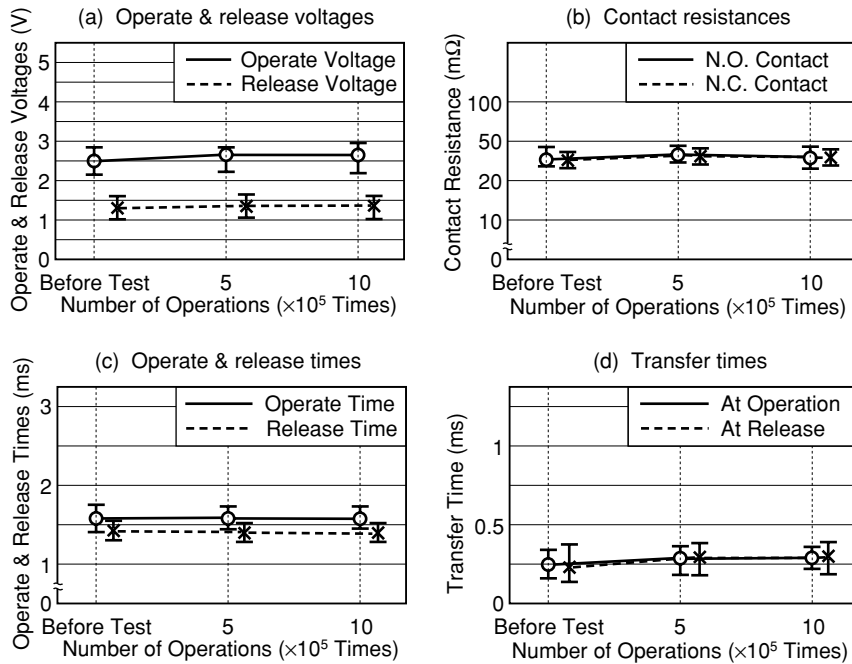 (a) Operate & release voltages
Operate & Release Voltages (V)
5
4
3
2
1
0
Operate Voltage
Release Voltage
Before Test
5
10
Number of Operations (×10⁵ Times)
(b) Contact resistances
Contact Resistance (mΩ)
100
50
20
10
0
N.O. Contact
N.C. Contact
Before Test
5
10
Number of Operations (×10⁵ Times)
(c) Operate & release times
Operate & Release Times (ms)
3
2
1
0
Operate Time
Release Time
Before Test
5
10
Number of Operations (×10⁵ Times)
(d) Transfer times
Transfer Time (ms)
1
0.5
0
At Operation
At Release
Before Test
5
10
Number of Operations (×10⁵ Times)